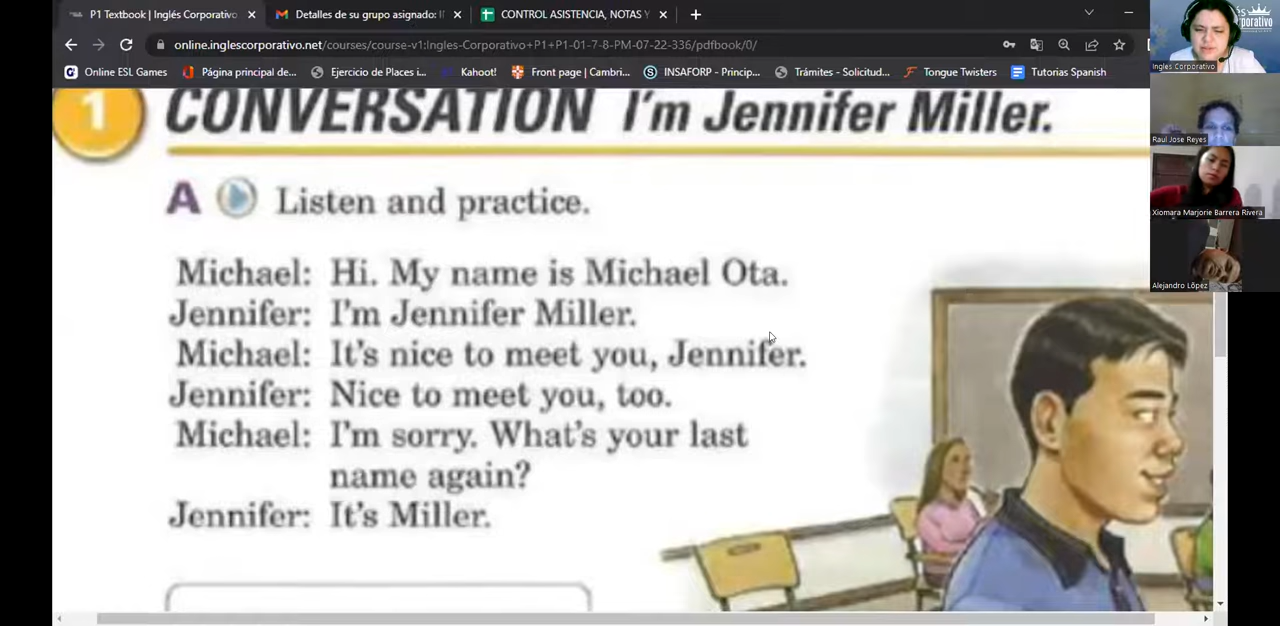 P1 Textbook | Inglés Corporativo
Detalles de su grupo asignado:
CONTROL ASISTENCIA, NOTAS Y
online.inglescorporativo.net/courses/course-v1:Ingles-Corporativo+P1+P1-01-7-8-PM-07-22-336/pdfbook/0/
Online ESL Games
Página principal de...
Ejercicio de Places i...
Kahoot!
Front page | Cambri...
INSAFORP - Princip...
Trámites - Solicitud...
Tongue Twisters
Tutorias Spanish
1 CONVERSATION I'm Jennifer Miller.
A Listen and practice.
Michael: Hi. My name is Michael Ota.
Jennifer: I'm Jennifer Miller.
Michael: It's nice to meet you, Jennifer.
Jennifer: Nice to meet you, too.
Michael: I'm sorry. What's your last
name again?
Jennifer: It's Miller.
Ingles Corporativo
Raul Jose Reyes
Xiomara Marjorie Barrera Rivera
Alejandro López